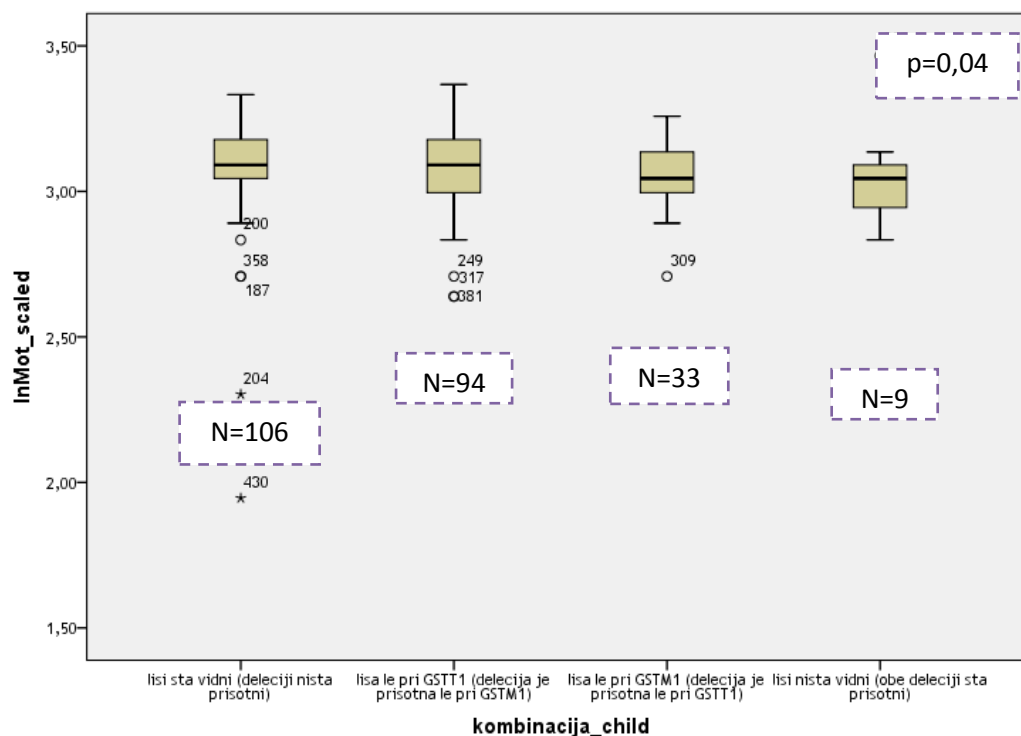 3,50
p=0,04
3,00
200
358
187
249
317
381
309
2,50
204
N=106
N=94
N=33
N=9
2,00
430
1,50
lnMot_scaled
lisi sta vidni (deleciji nista
prisotni)
lisa le pri GSTT1 (delecija je
prisotna le pri GSTM1)
lisa le pri GSTM1 (delecija je
prisotna le pri GSTT1)
lisi nista vidni (obe deleciji sta
prisotni)
kombinacija_child